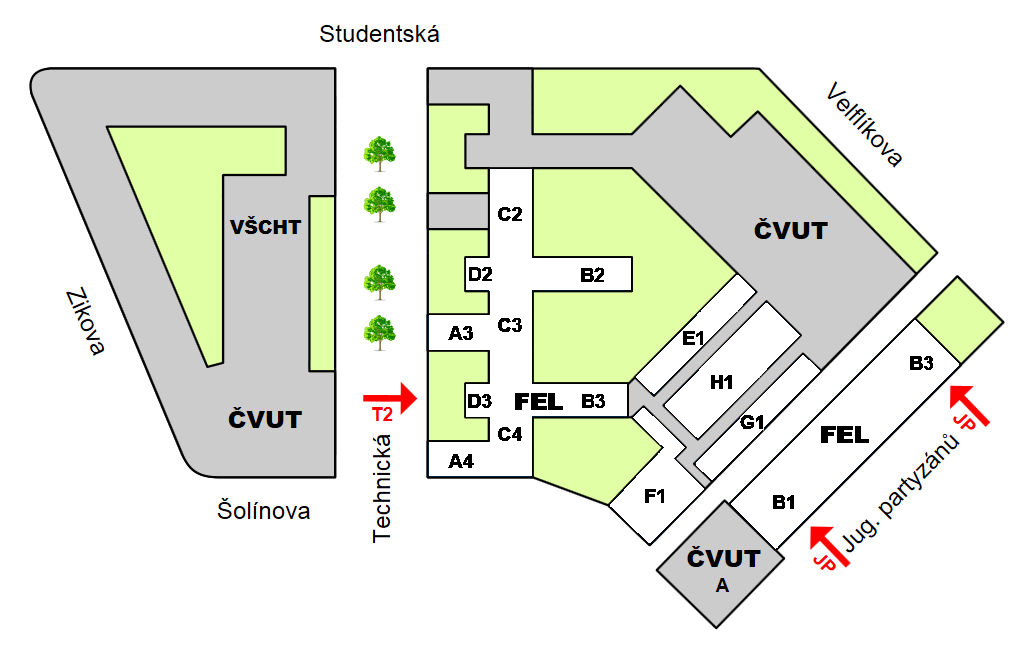 Studentská
Velflíkova
C2
VŠCHT
ČVUT
D2
B2
Zikova
C3
A3
E1
B3
H1
D3
FEL
B3
T2
JP
ČVUT
G1
C4
FEL
A4
Technická
Jug. partyzánů
F1
B1
Šolínova
ČVUT
A
JP